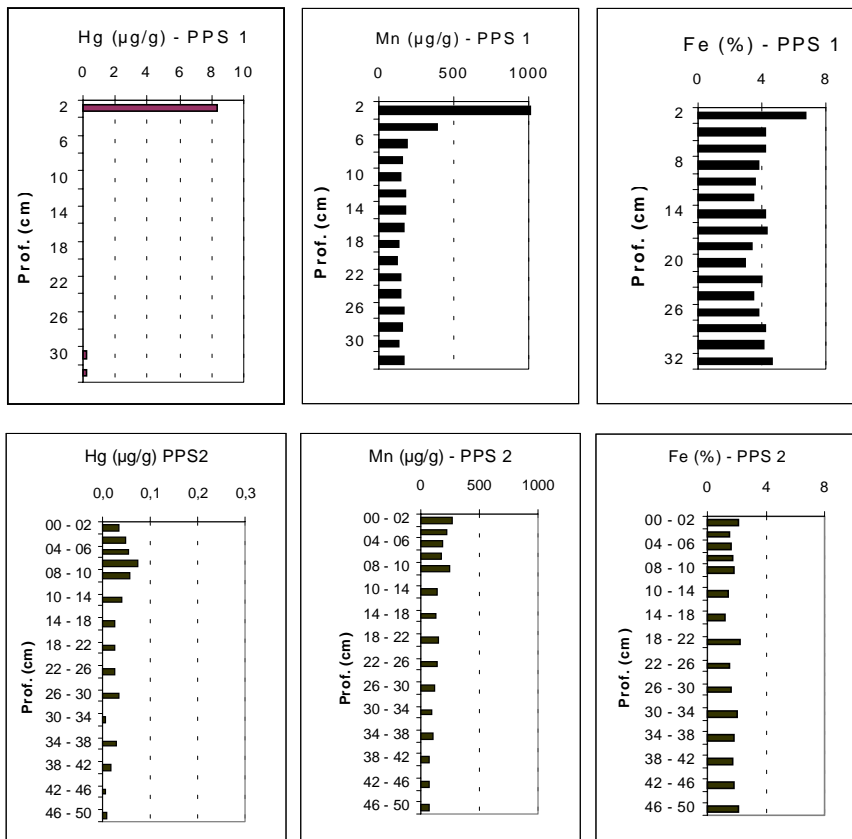 Hg (µg/g) - PPS 1
0 2 4 6 8 10
2
6
10
14
18
22
26
30
Prof. (cm)
Mn (µg/g) - PPS 1
0 500 1000
2
6
10
14
18
22
26
30
Prof. (cm)
Fe (%) - PPS 1
0 4 8
2
8
14
20
26
32
Prof. (cm)
Hg (µg/g) PPS2
0,0 0,1 0,2 0,3
00 - 02
04 - 06
08 - 10
10 - 14
14 - 18
18 - 22
22 - 26
26 - 30
30 - 34
34 - 38
38 - 42
42 - 46
46 - 50
Prof. (cm)
Mn (µg/g) - PPS 2
0 500 1000
00 - 02
04 - 06
08 - 10
10 - 14
14 - 18
18 - 22
22 - 26
26 - 30
30 - 34
34 - 38
38 - 42
42 - 46
46 - 50
Prof. (cm)
Fe (%) - PPS 2
0 4 8
00 - 02
04 - 06
08 - 10
10 - 14
14 - 18
18 - 22
22 - 26
26 - 30
30 - 34
34 - 38
38 - 42
42 - 46
46 - 50
Prof. (cm)